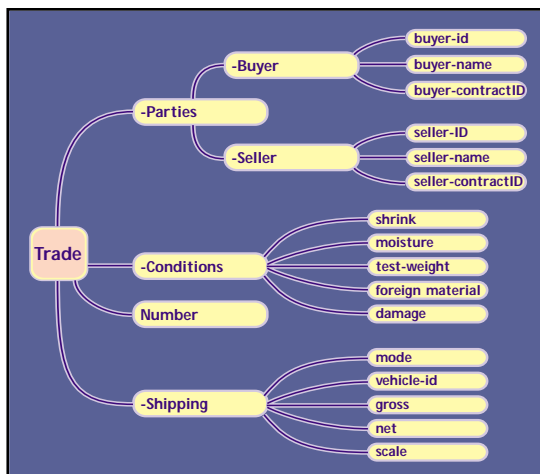 Trade
-Parties
-Buyer
buyer-id
buyer-name
buyer-contractID
-Seller
seller-ID
seller-name
seller-contractID
-Conditions
shrink
moisture
test-weight
foreign material
damage
Number
-Shipping
mode
vehicle-id
gross
net
scale